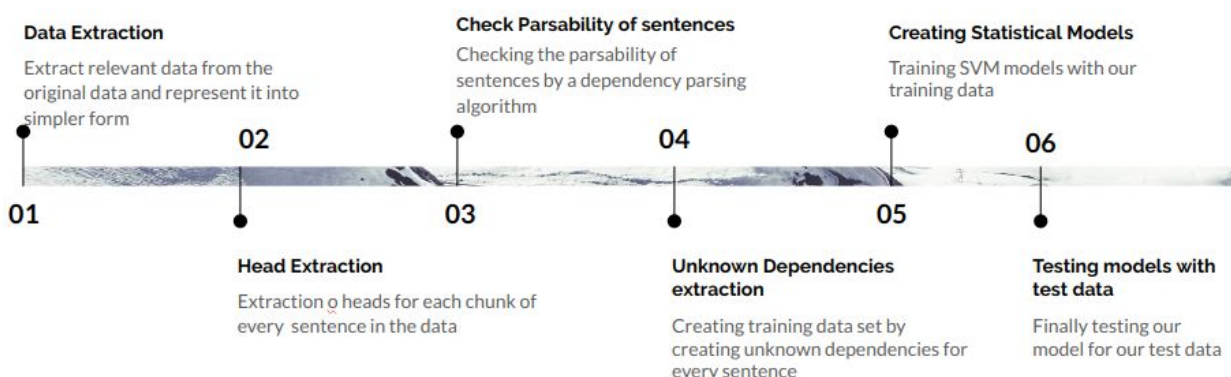 Data Extraction
Extract relevant data from the
original data and represent it into
simpler form
01
02
Head Extraction
Extraction o heads for each chunk of
every sentence in the data
Check Parsability of sentences
Checking the parsability of
sentences by a dependency parsing
algorithm
03
04
Unknown Dependencies
extraction
Creating training data set by
creating unknown dependencies for
every sentence
Creating Statistical Models
Training SVM models with our
training data
05
06
Testing models with
test data
Finally testing our
model for our test data